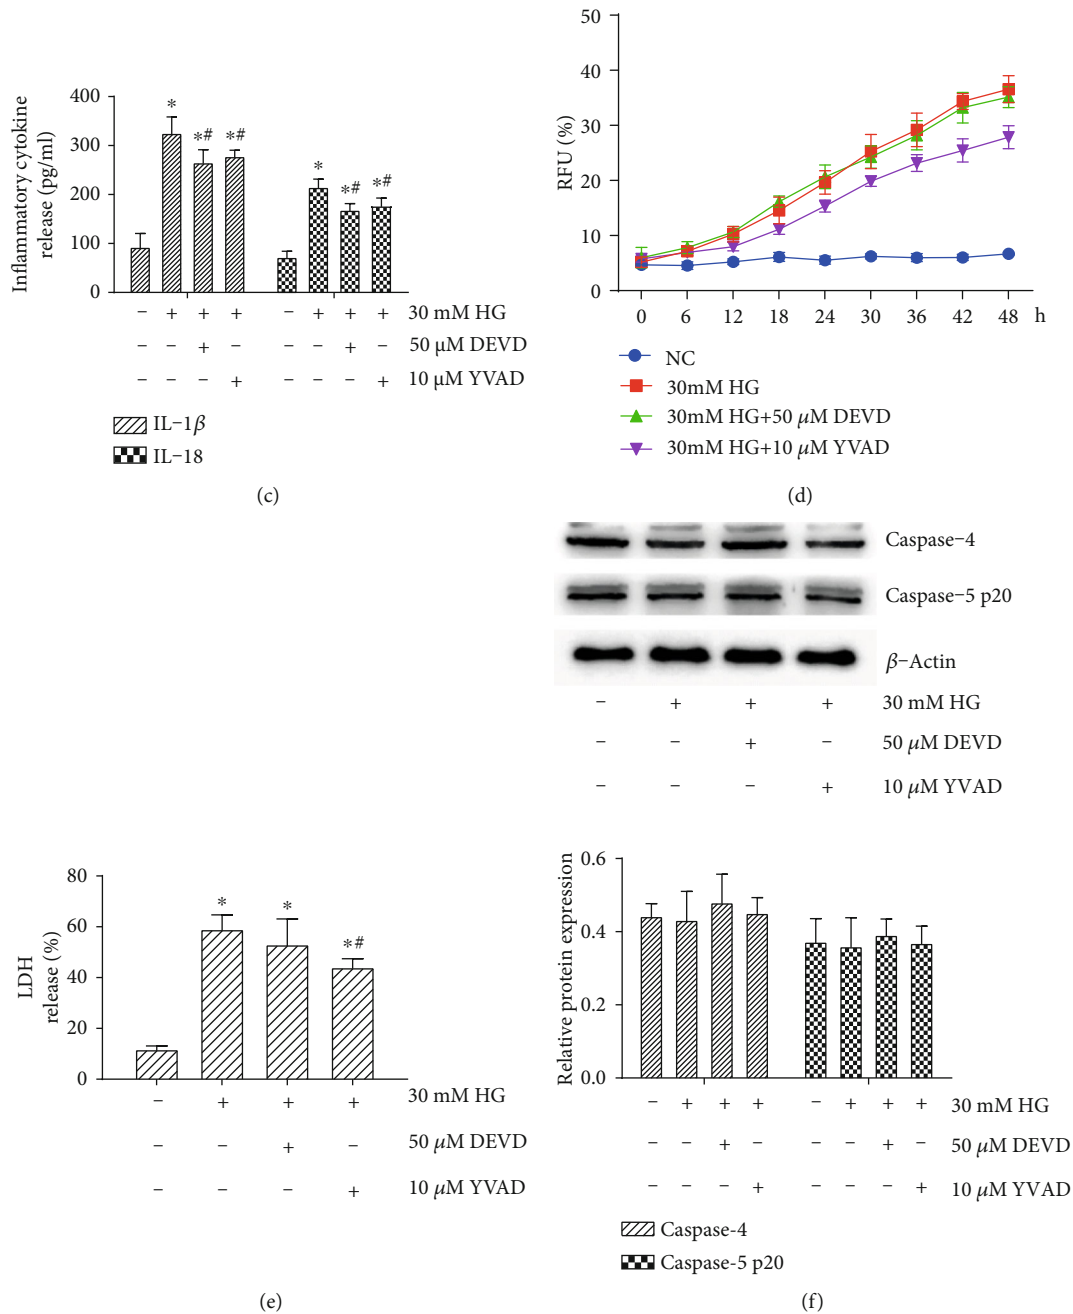 400
300
200
100
0
Inflammatory cytokine
release (pg/ml)
*
*#
*#
*
*#
*#
− + + + − + + + 30 mM HG
− − + − − − + − 50 μM DEVD
− − − + − − − + 10 μM YVAD
IL−1β
IL−18
(c)
50
40
30
20
10
0
RFU (%)
0 6 12 18 24 30 36 42 48 h
NC
30mM HG
30mM HG+50 μM DEVD
30mM HG+10 μM YVAD
(d)
Caspase−4
Caspase−5 p20
β−Actin
− + + + 30 mM HG
− − + − 50 μM DEVD
− − − + 10 μM YVAD
80
60
40
20
0
LDH
release (%)
*
*
*#
− + + + 30 mM HG
− − + − 50 μM DEVD
− − − + 10 μM YVAD
(e)
0.6
0.4
0.2
0.0
Relative protein expression
− + + + − + + + 30 mM HG
− − + − − − + − 50 μM DEVD
− − − + − − − + 10 μM YVAD
Caspase-4
Caspase-5 p20
(f)